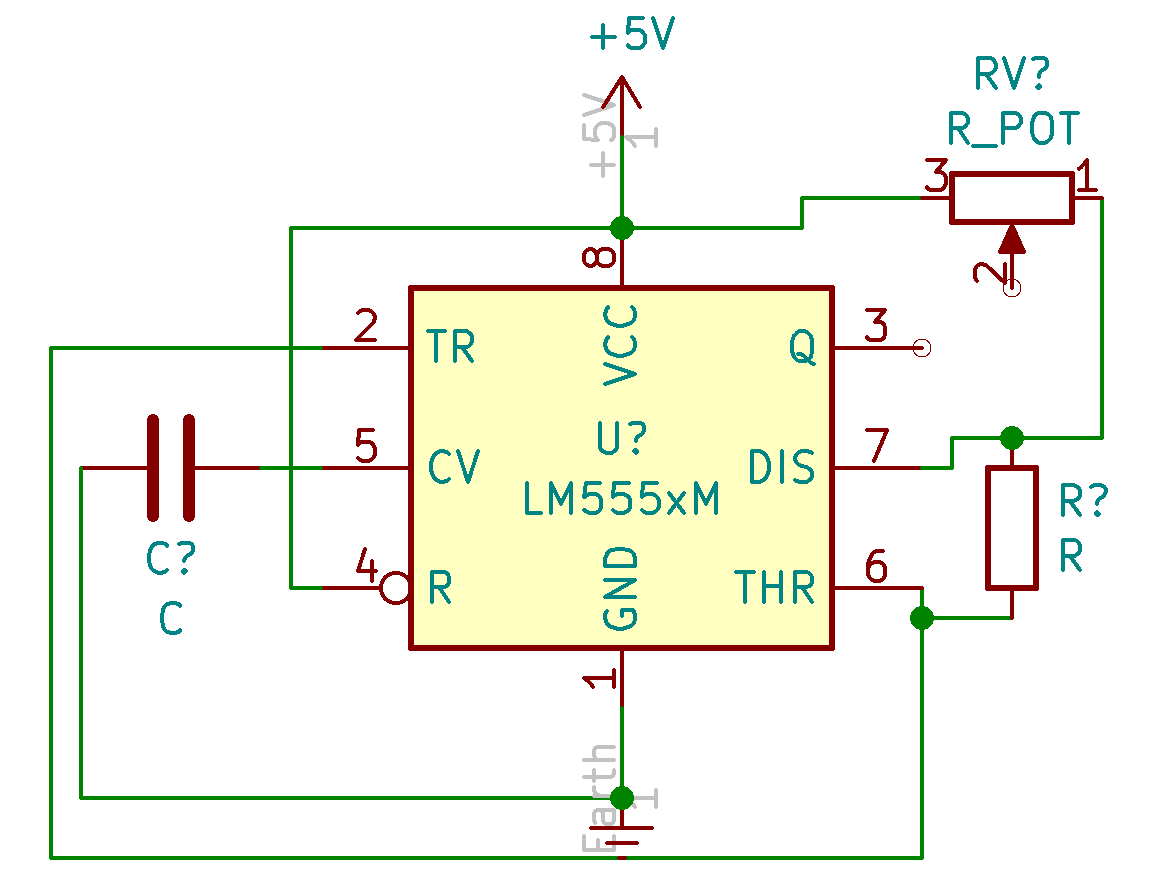 +5V
+5V
1
RV?
R_POT
3
1
2
8
2
TR
VCC
Q
3
5
CV
U?
LM555xM
DIS
7
C?
C
4
R
GND
THR
6
R?
R
1
Earth
1